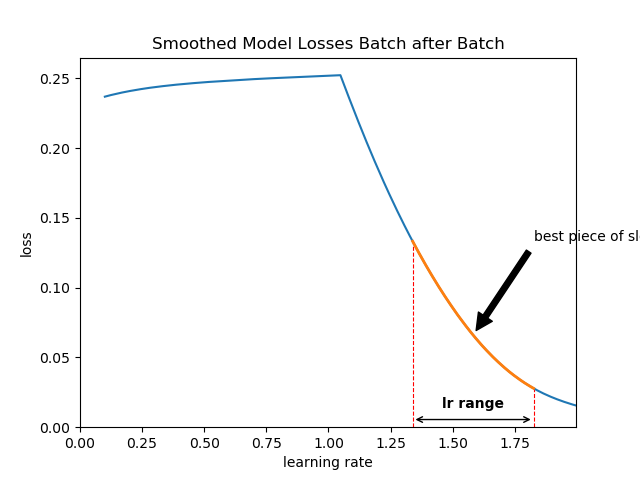 Smoothed Model Losses Batch after Batch
0.25
0.20
0.15
0.10
0.05
0.00
loss
best piece of
lr range
0.00 0.25 0.50 0.75 1.00 1.25 1.50 1.75
learning rate